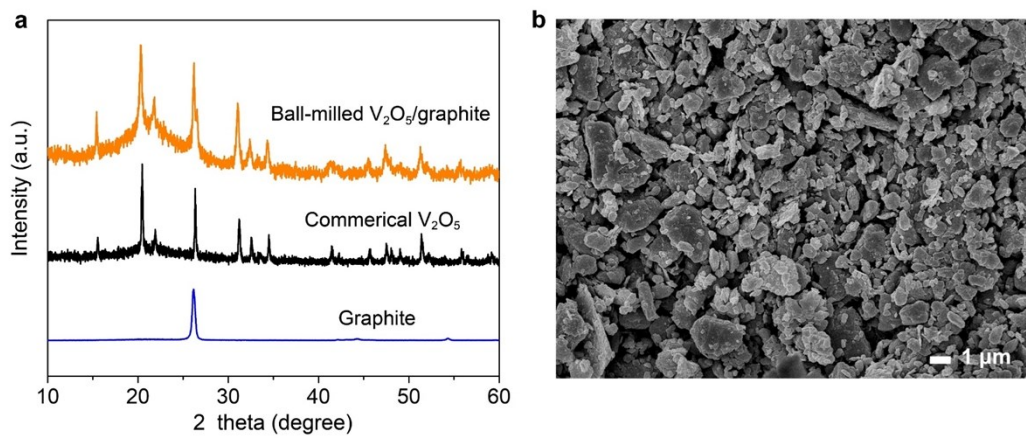 a
Intensity (a.u.)
Ball-milled V₂O₅/graphite
Commerical V₂O₅
Graphite
10 20 30 40 50 60
2 theta (degree)
b
1 μm